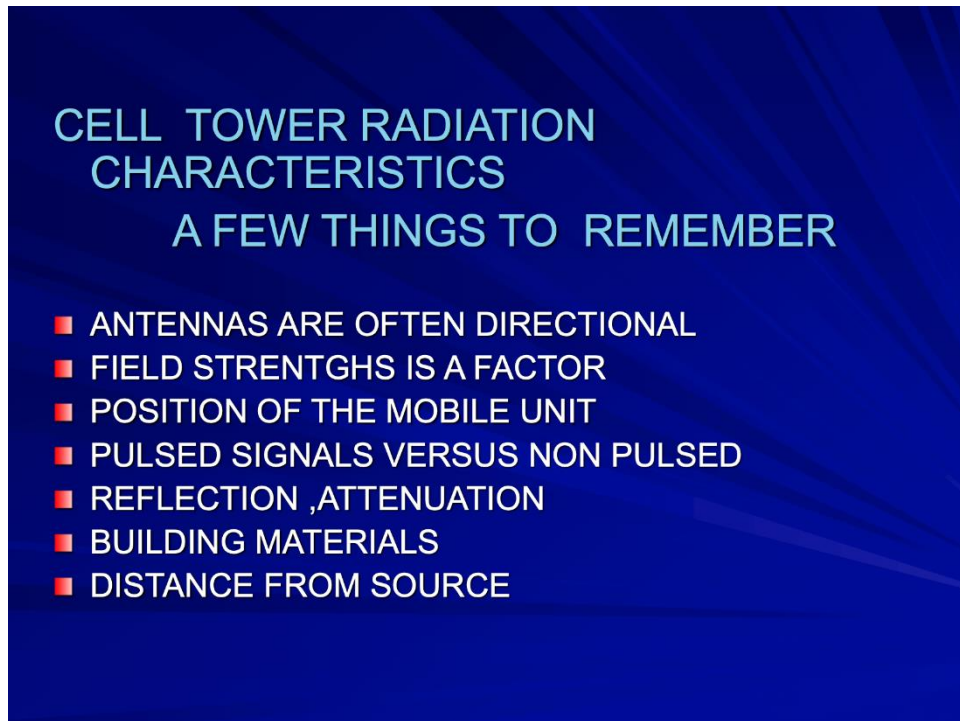 CELL TOWER RADIATION
CHARACTERISTICS
A FEW THINGS TO REMEMBER
ANTENNAS ARE OFTEN DIRECTIONAL
FIELD STRENTGHS IS A FACTOR
POSITION OF THE MOBILE UNIT
PULSED SIGNALS VERSUS NON PULSED
REFLECTION ,ATTENUATION
BUILDING MATERIALS
DISTANCE FROM SOURCE